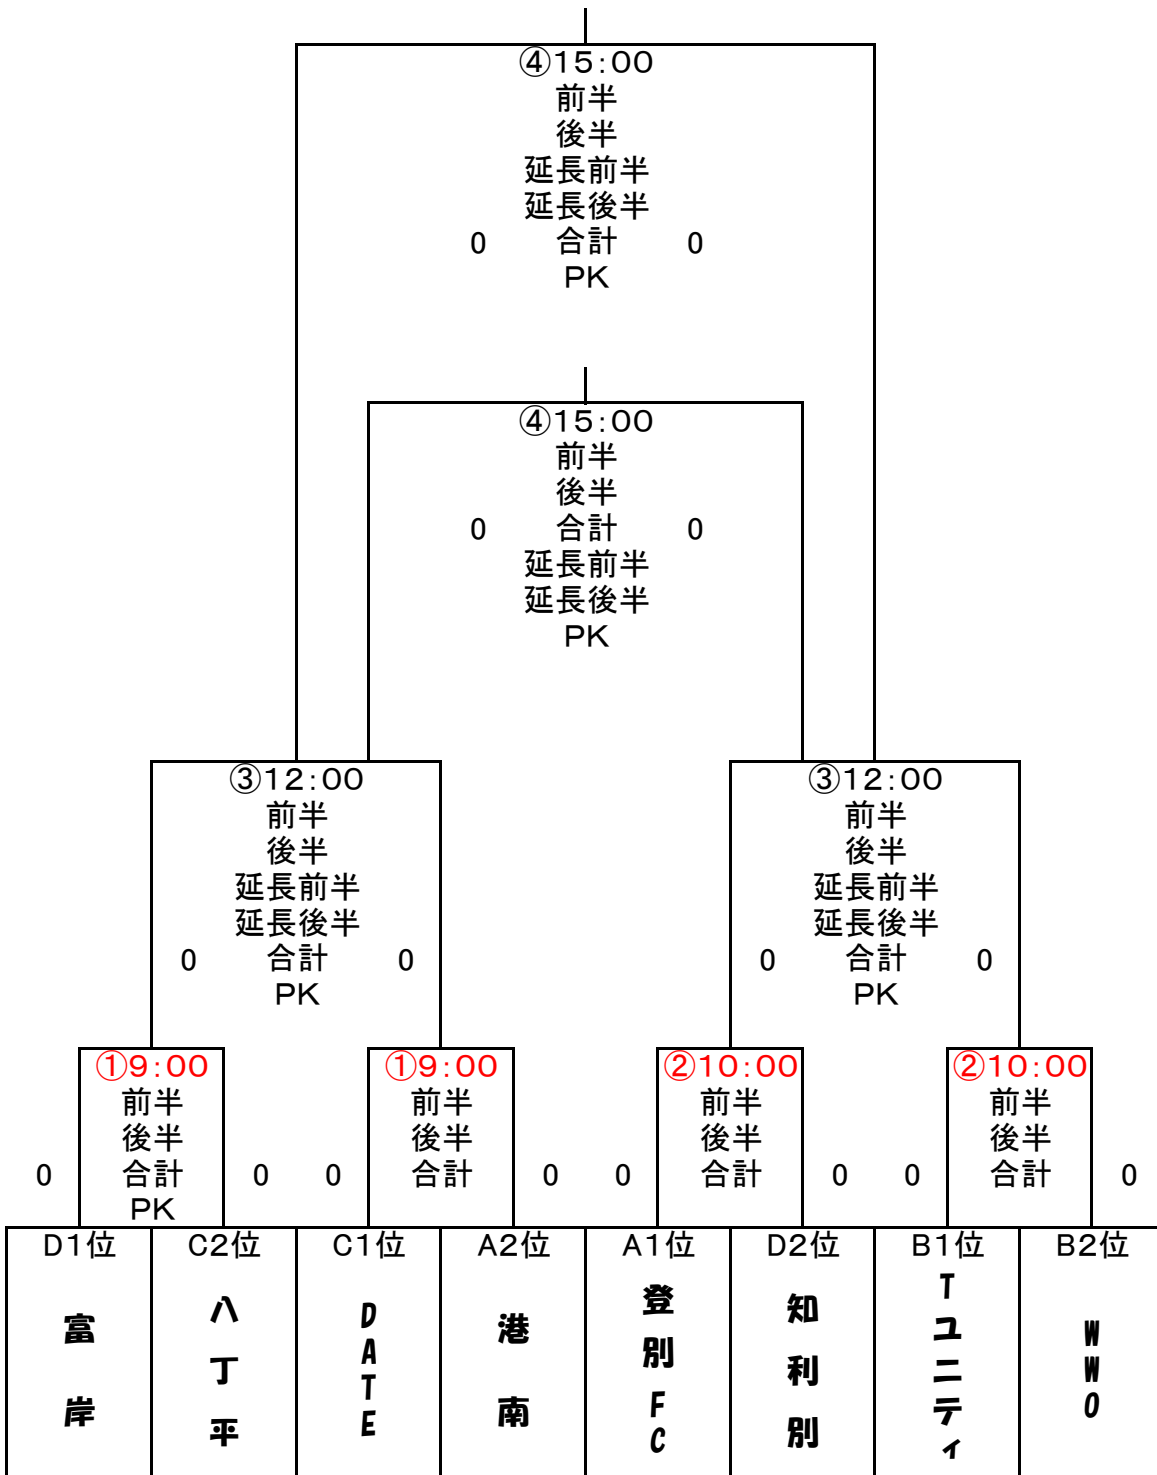 ④15:00
前半
後半
延長前半
延長後半
0 合計 0
PK
④15:00
前半
後半
0 合計 0
延長前半
延長後半
PK
③12:00 ③12:00
前半 前半
後半 後半
延長前半 延長前半
延長後半 延長後半
0 合計 0 0 合計 0
PK PK
①9:00 ①9:00 ②10:00 ②10:00
前半 前半 前半 前半
後半 後半 後半 後半
0 合計 0 0 合計 0 0 合計 0 0 合計 0
PK
D1位 C2位 C1位 A2位 A1位 D2位 B1位 B2位
富岸
八丁平
DATE
港南
登別FC
知利別
Tユニティ
WWO